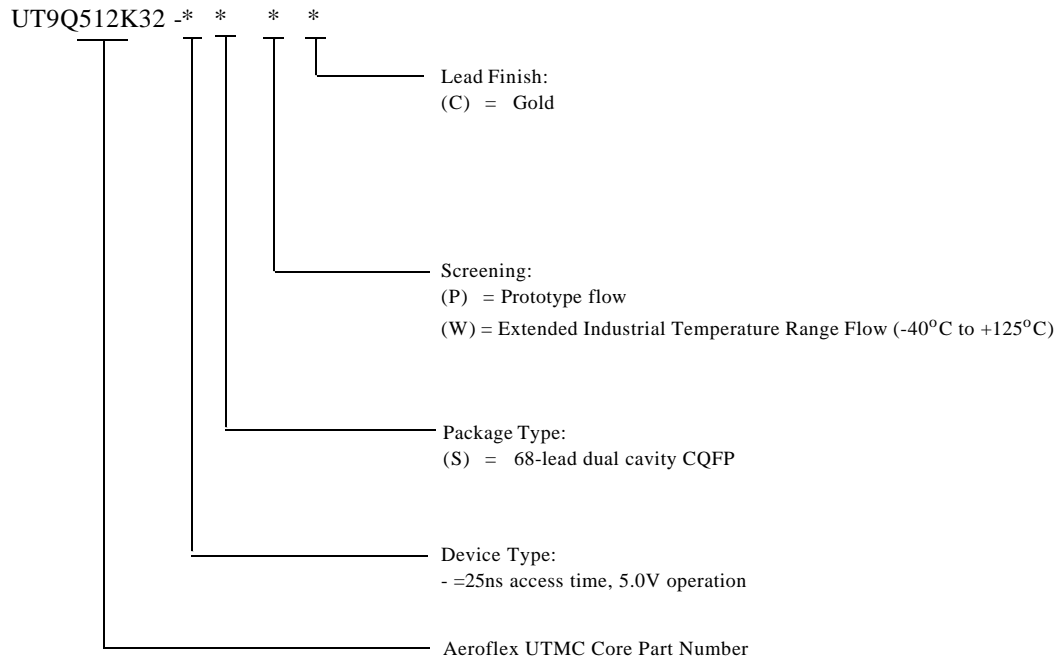 UT9Q512K32 -* * * *
Lead Finish:
(C) = Gold
Screening:
(P) = Prototype flow
(W) = Extended Industrial Temperature Range Flow (-40°C to +125°C)
Package Type:
(S) = 68-lead dual cavity CQFP
Device Type:
- =25ns access time, 5.0V operation
Aeroflex UTMC Core Part Number